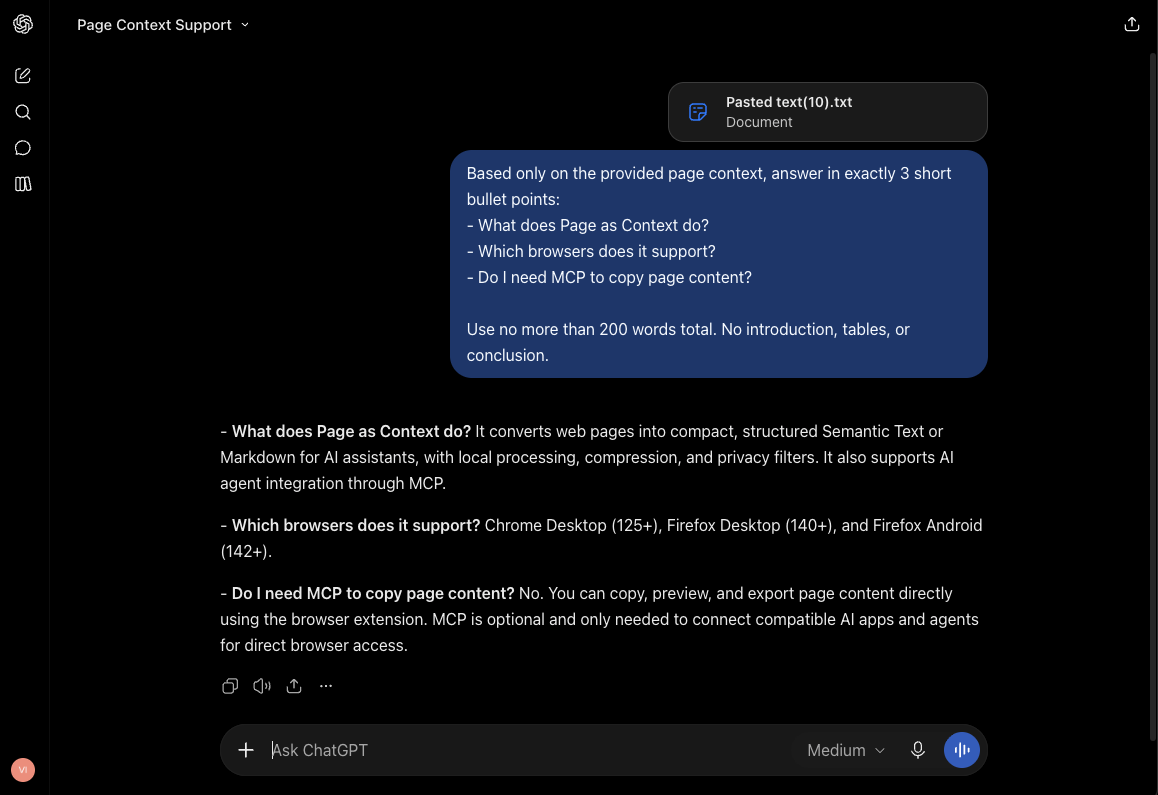 Page Context Support
Pasted text(10).txt
Document
Based only on the provided page context, answer in exactly 3 short
bullet points:
- What does Page as Context do?
- Which browsers does it support?
- Do I need MCP to copy page content?
Use no more than 200 words total. No introduction, tables, or
conclusion.
- What does Page as Context do? It converts web pages into compact, structured Semantic Text or
Markdown for AI assistants, with local processing, compression, and privacy filters. It also supports AI
agent integration through MCP.
- Which browsers does it support? Chrome Desktop (125+), Firefox Desktop (140+), and Firefox Android
(142+).
- Do I need MCP to copy page content? No. You can copy, preview, and export page content directly
using the browser extension. MCP is optional and only needed to connect compatible AI apps and agents
for direct browser access.
Ask ChatGPT
Medium
VI